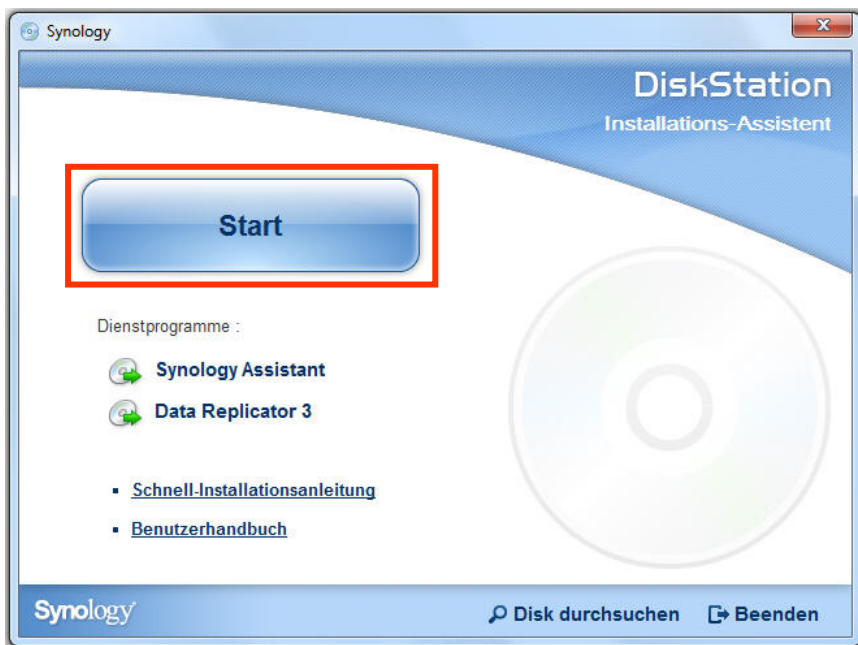 Synology
DiskStation
Installations-Assistent
Start
Dienstprogramme :
Synology Assistant
Data Replicator 3
Schnell-Installationsanleitung
Benutzerhandbuch
Synology
Disk durchsuchen
Beenden